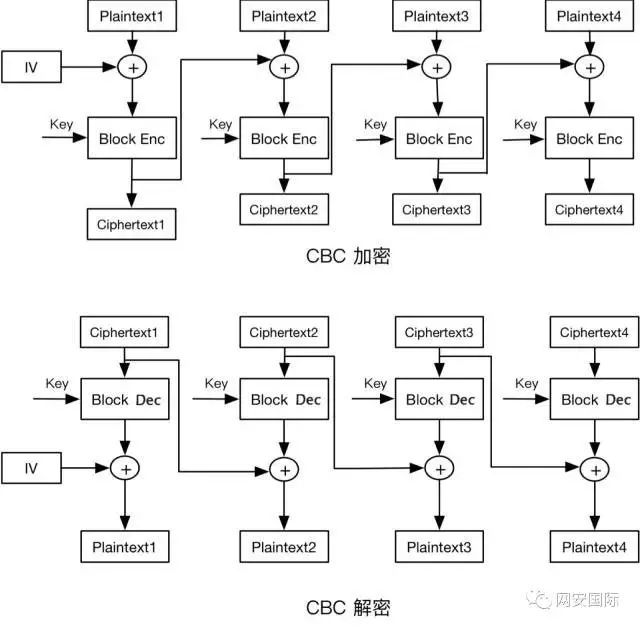 Plaintext1 Plaintext2 Plaintext3 Plaintext4
IV + + + +
Key Block Enc Key Block Enc Key Block Enc Key Block Enc
Ciphertext1 Ciphertext2 Ciphertext3 Ciphertext4
CBC 加密
Ciphertext1 Ciphertext2 Ciphertext3 Ciphertext4
Key Block Dec Key Block Dec Key Block Dec Key Block Dec
IV + + + +
Plaintext1 Plaintext2 Plaintext3 Plaintext4
CBC 解密
网安国际